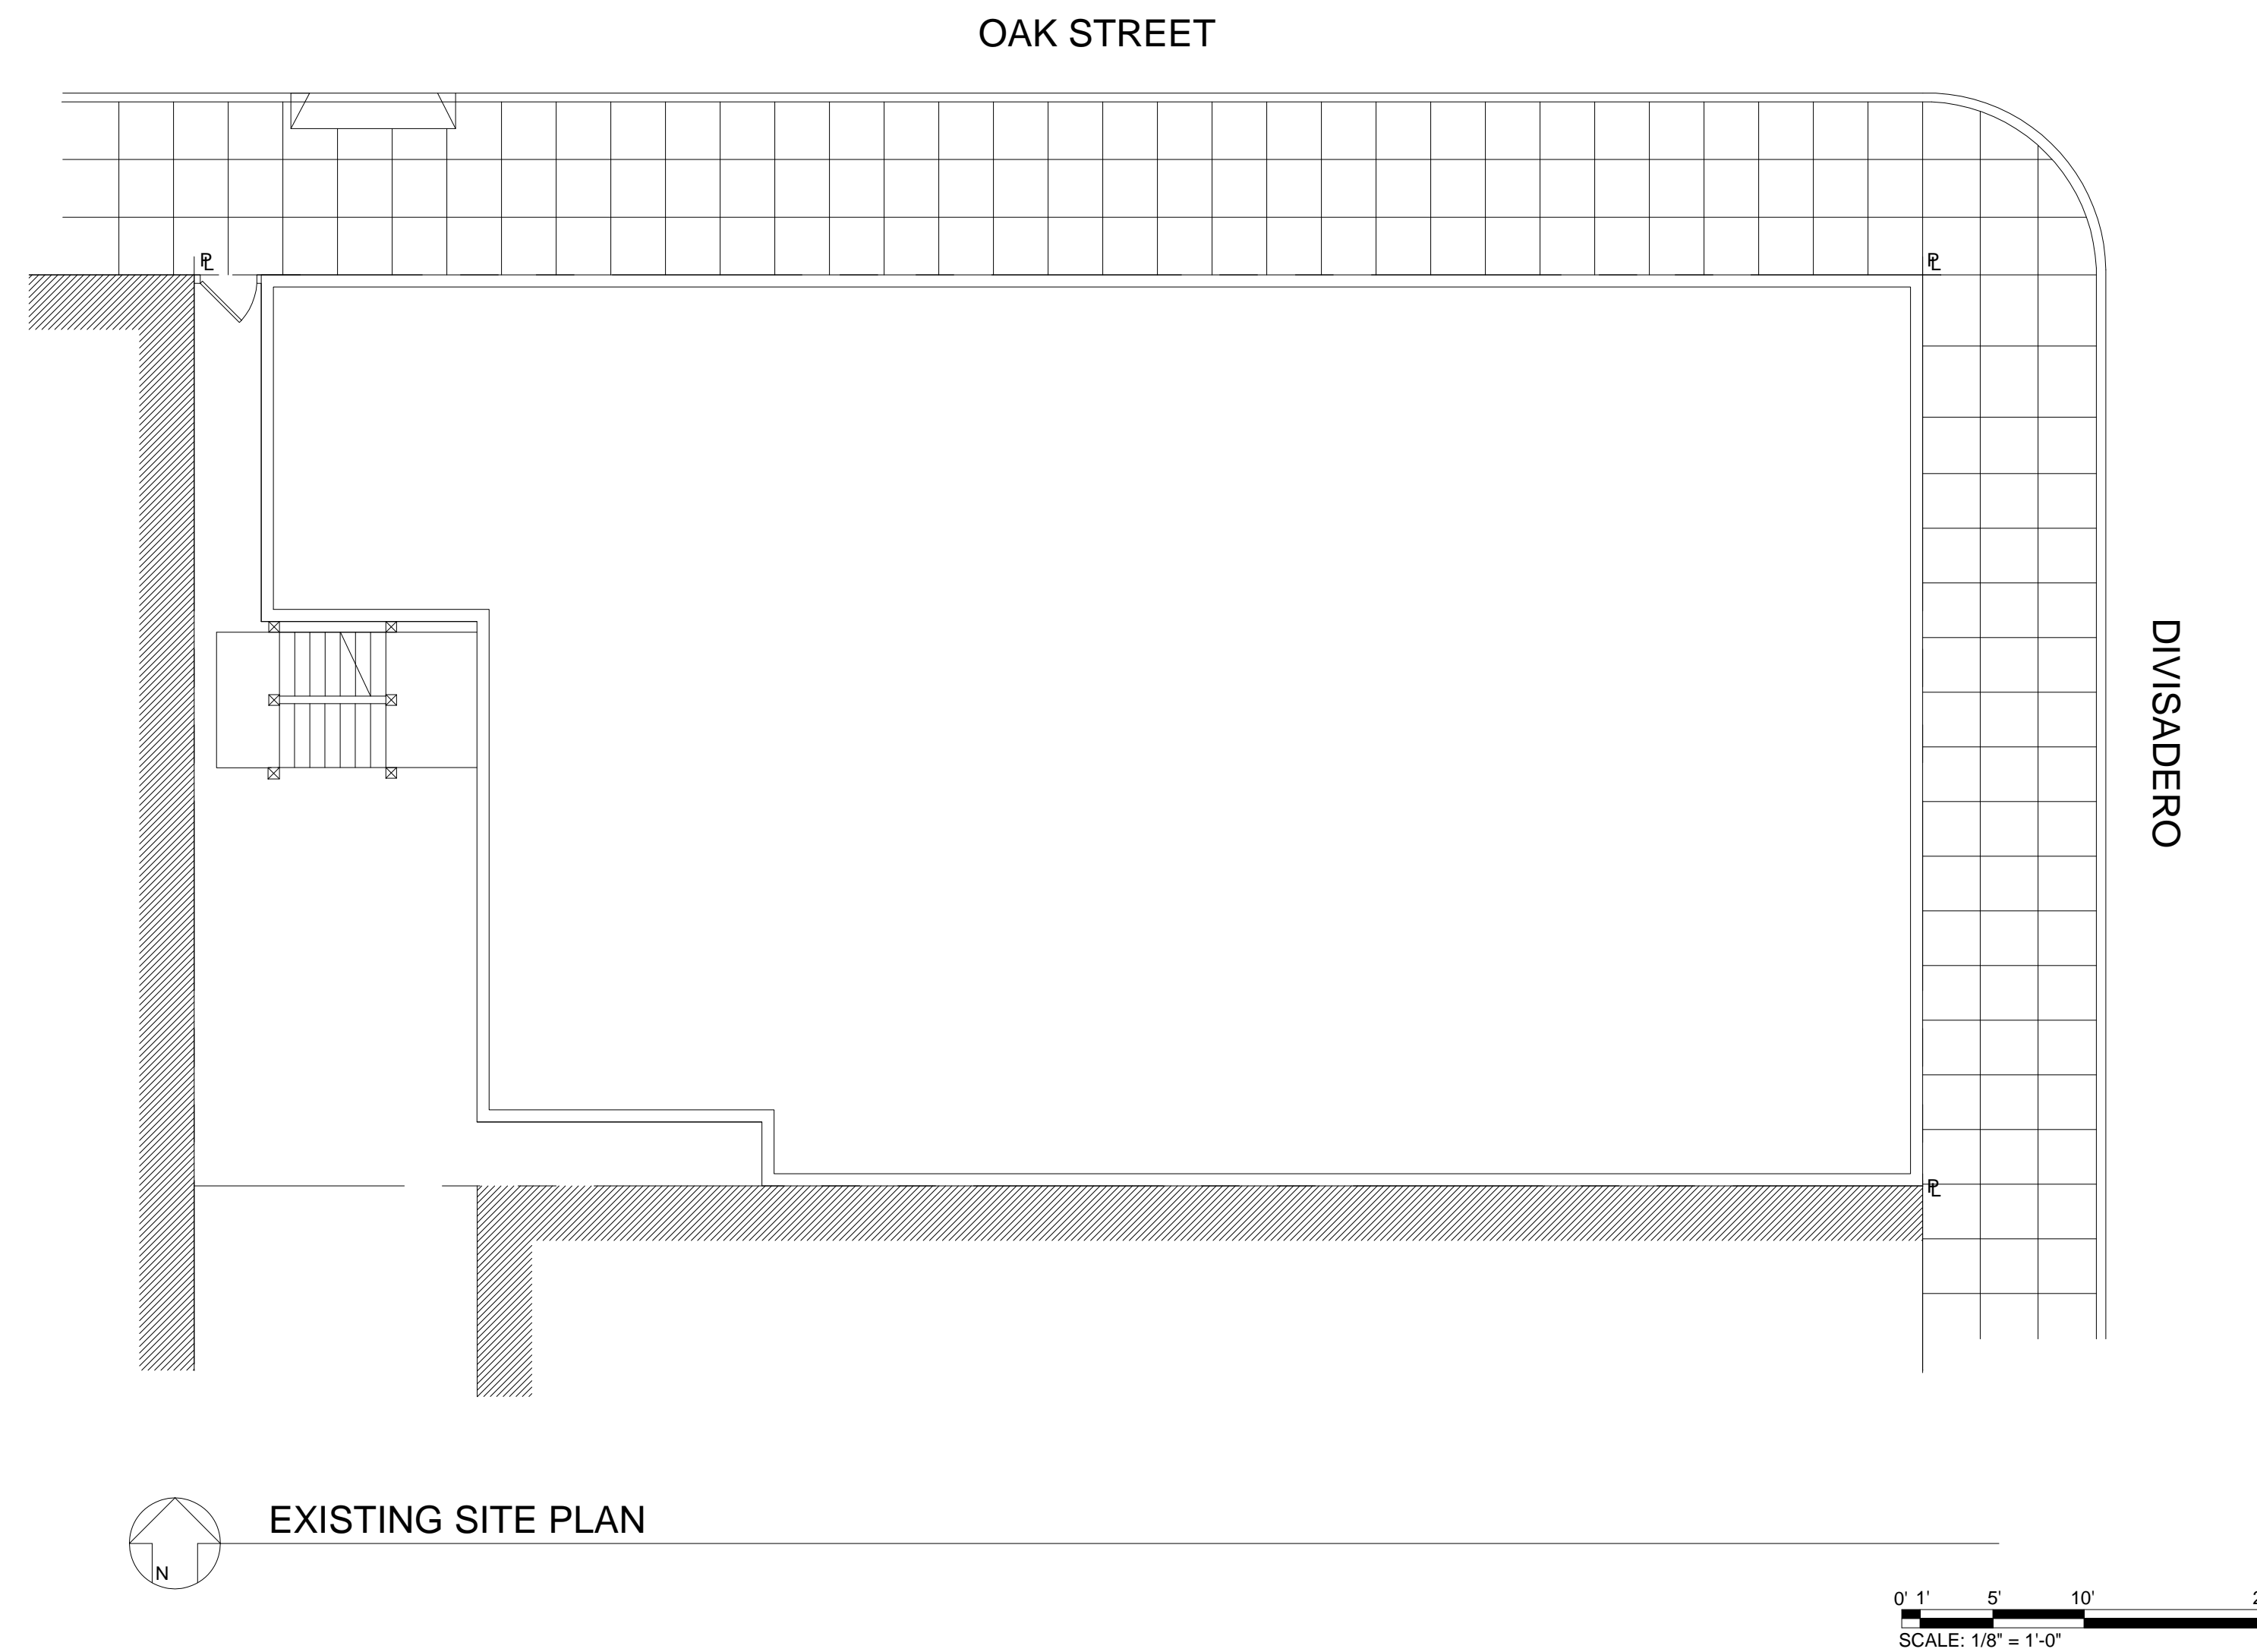 OAK STREET
PL
PL
DIVISADERO
PL
EXISTING SITE PLAN
N
0' 1' 5' 10'
SCALE: 1/8" = 1'-0"